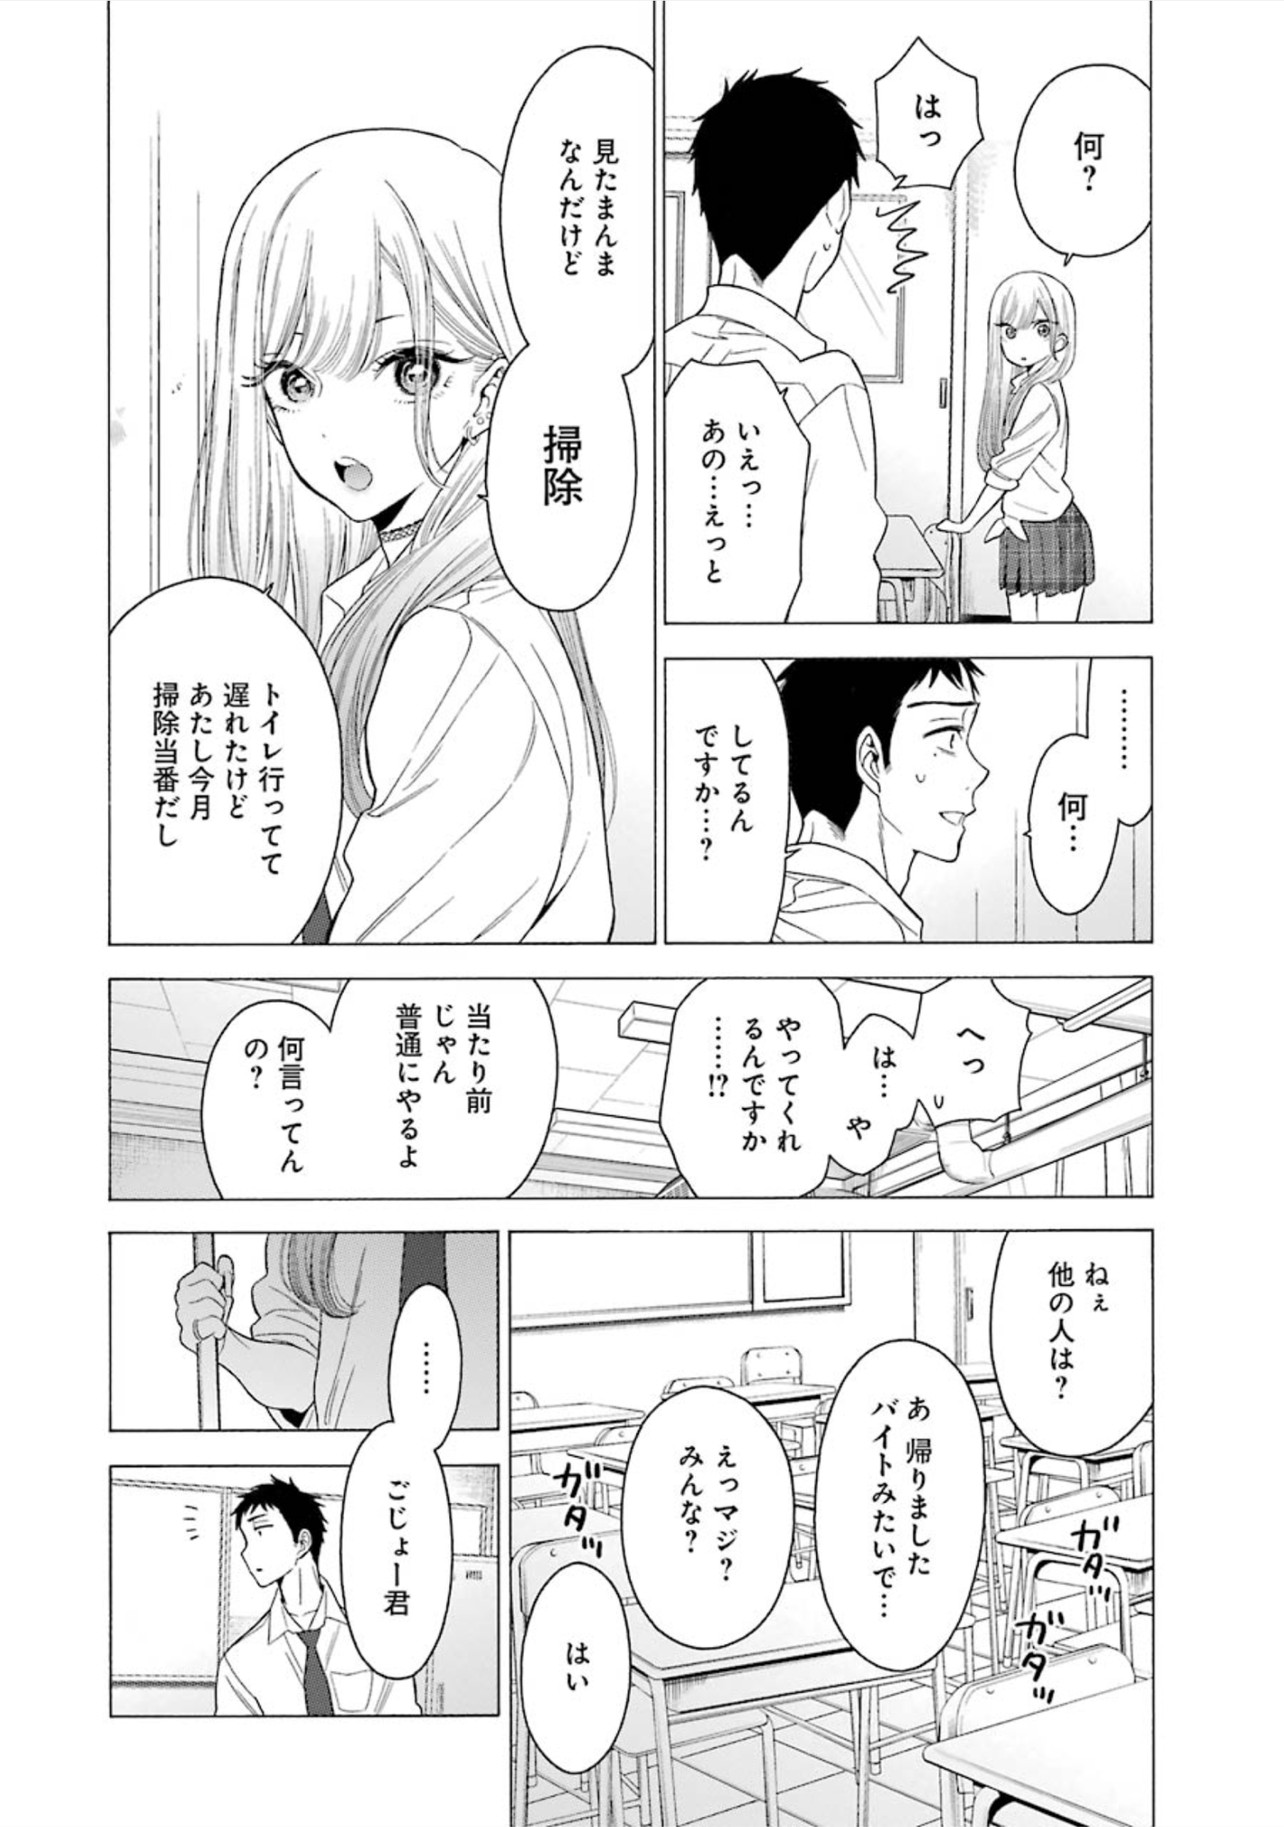 何？
はっ
いえっ…
あの…えっと
………
何…
してるん
ですか…？
見たまんま
なんだけど
掃除
トイレ行ってて
遅れたけど
あたし今月
掃除当番だし
へっ
は…
や
やってくれ
るんですか
……!?
当たり前
じゃん
普通にやるよ
何言ってん
の？
ねぇ
他の人は？
あ 帰りました
バイトみたいで…
えっマジ？
みんな？
はい
ガタッ
ガタッ
ガタッ
……
ごじょー君